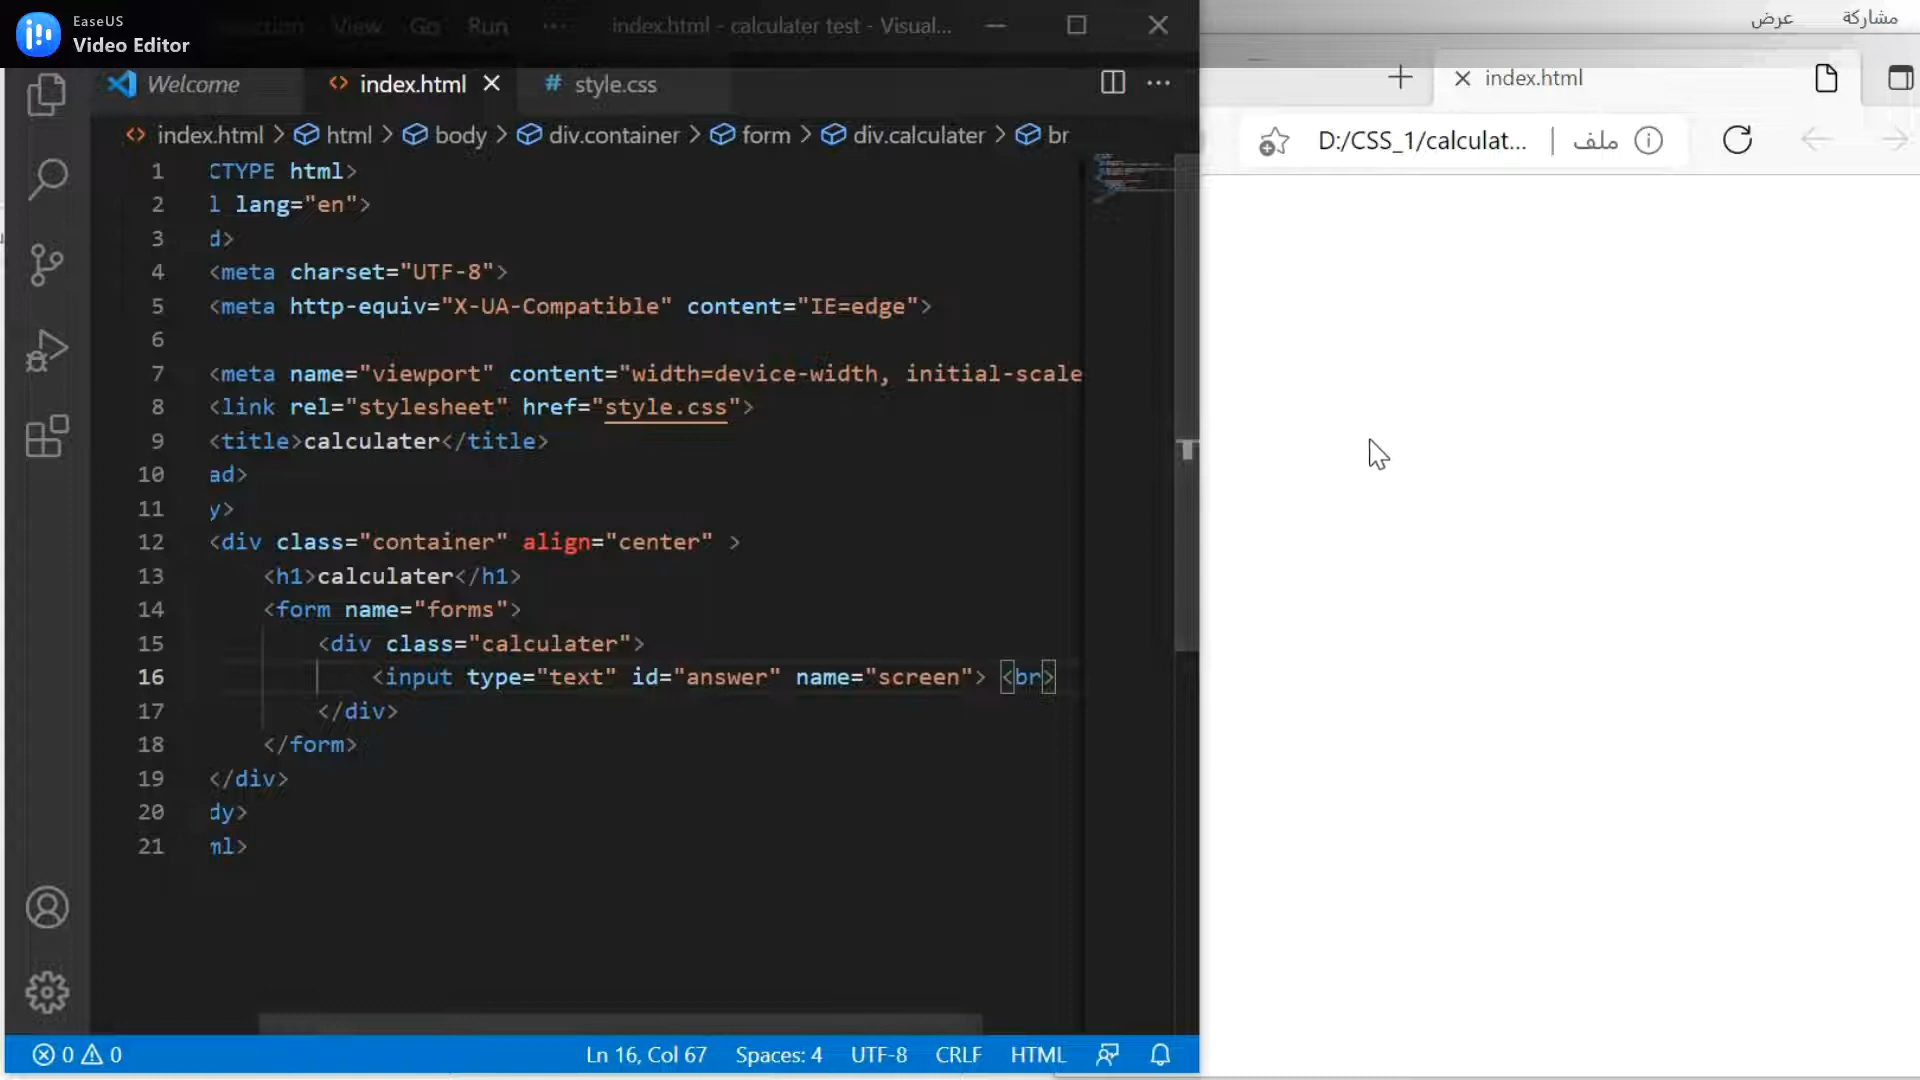 EaseUS
Video Editor
View Go Run ··· index.html - calculater test - Visual...
Welcome
index.html
# style.css
index.html > html > body > div.container > form > div.calculater > br
1 CTYPE html>
2 l lang="en">
3 d>
4 <meta charset="UTF-8">
5 <meta http-equiv="X-UA-Compatible" content="IE=edge">
6
7 <meta name="viewport" content="width=device-width, initial-scale
8 <link rel="stylesheet" href="style.css">
9 <title>calculater</title>
10 ad>
11 y>
12 <div class="container" align="center" >
13 <h1>calculater</h1>
14 <form name="forms">
15 <div class="calculater">
16 <input type="text" id="answer" name="screen"> <br>
17 </div>
18 </form>
19 </div>
20 dy>
21 ml>
0 0
Ln 16, Col 67 Spaces: 4 UTF-8 CRLF HTML
مشاركة عرض
index.html
D:/CSS_1/calculat... | ملف